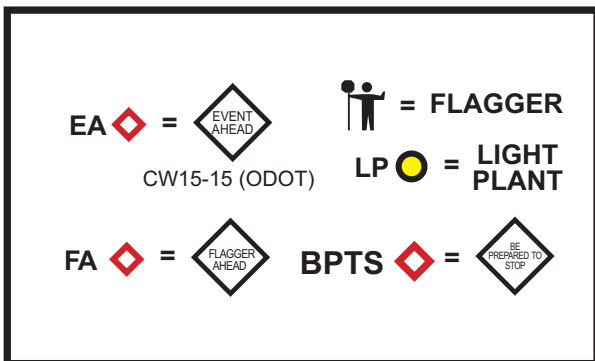 EA = EVENT AHEAD
CW15-15 (ODOT)
= FLAGGER
LP = LIGHT PLANT
FA = FLAGGER AHEAD
BPTS = BE PREPARED TO STOP